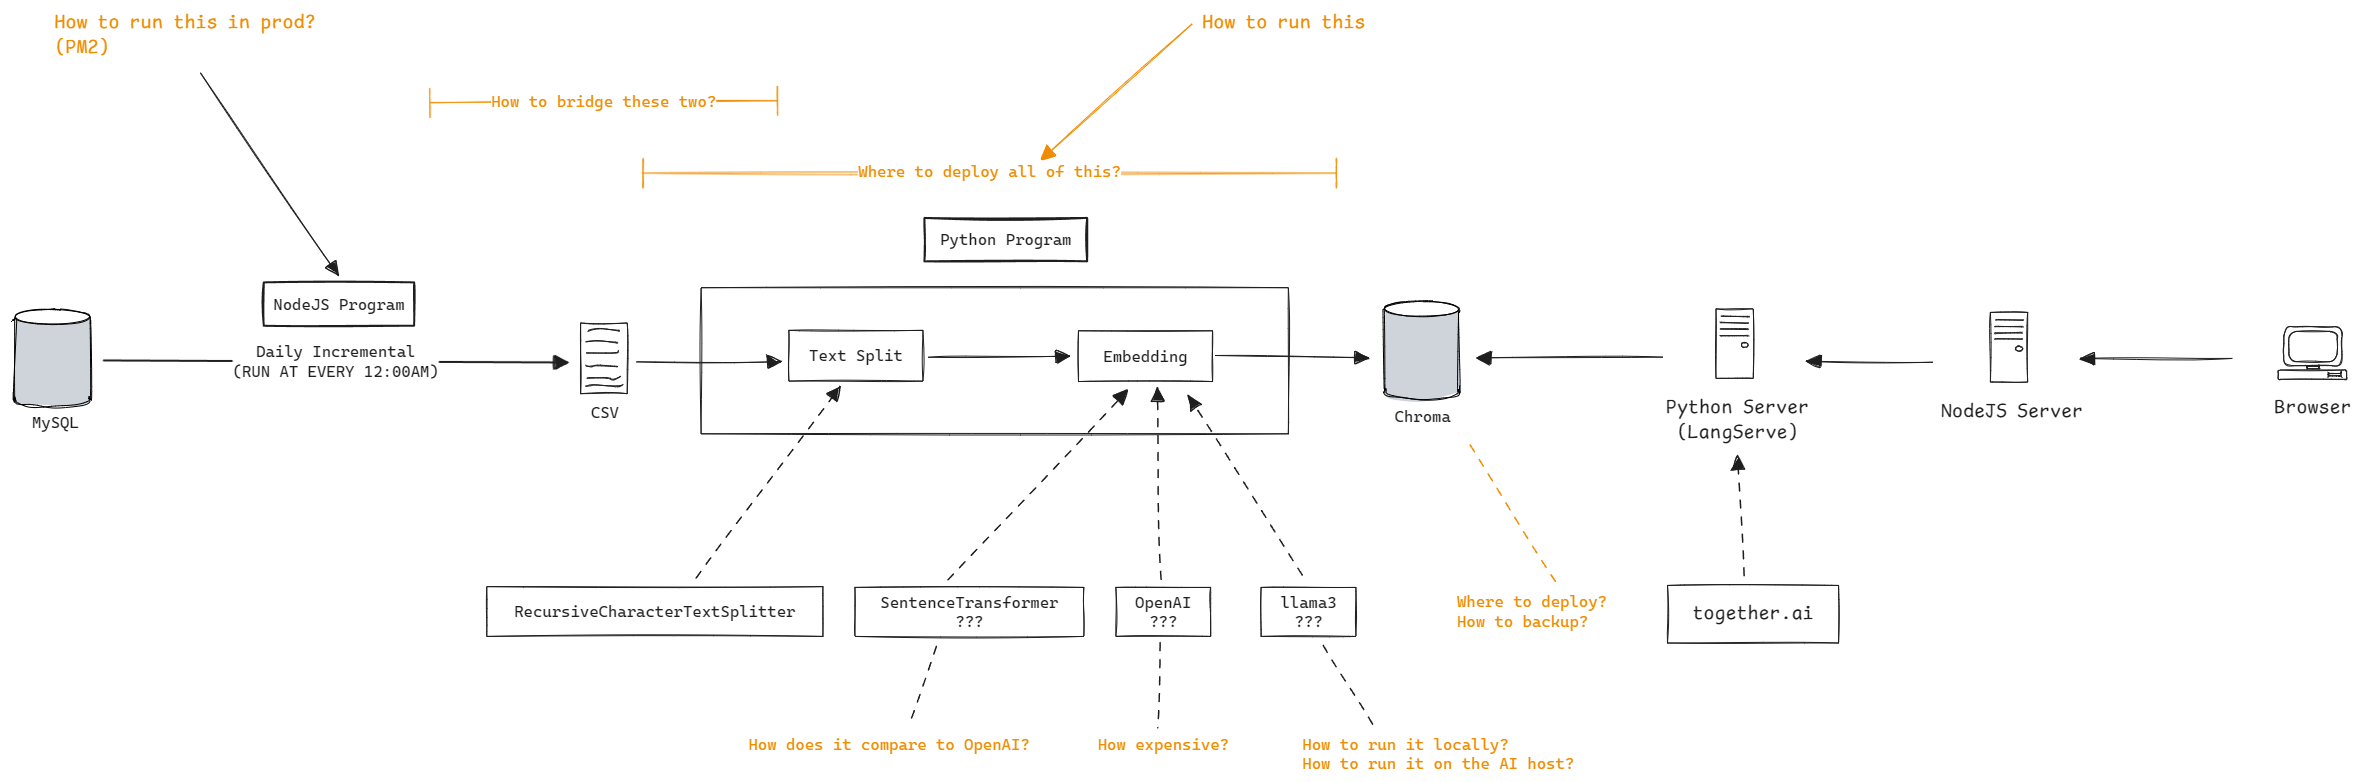 How to run this in prod?
(PM2)
How to run this
How to bridge these two?
Where to deploy all of this?
Python Program
NodeJS Program
Daily Incremental
(RUN AT EVERY 12:00AM)
MySQL
CSV
Text Split
Embedding
Chroma
Python Server
(LangServe)
NodeJS Server
Browser
RecursiveCharacterTextSplitter
SentenceTransformer
???
OpenAI
???
llama3
???
Where to deploy?
How to backup?
together.ai
How does it compare to OpenAI?
How expensive?
How to run it locally?
How to run it on the AI host?